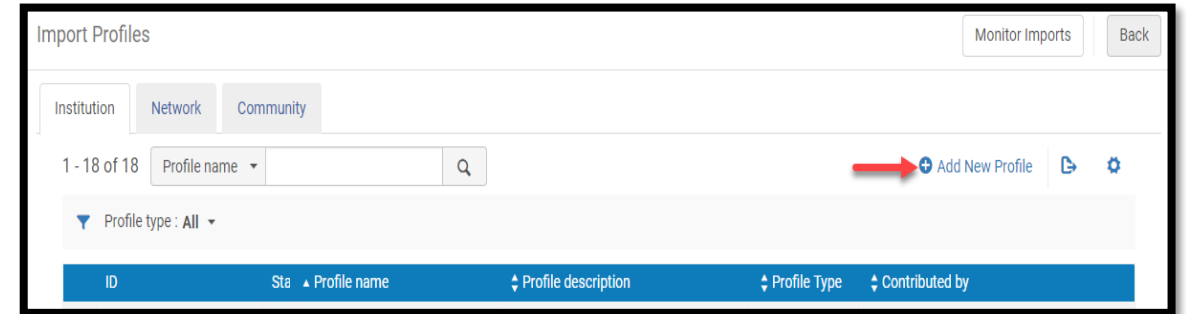 Import Profiles Monitor Imports Back
Institution Network Community
1 - 18 of 18 Profile name Add New Profile
Profile type : All
ID Sta Profile name Profile description Profile Type Contributed by